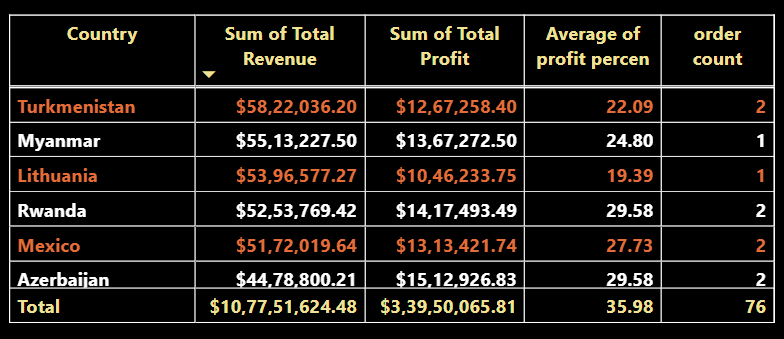 Country Sum of Total Revenue Sum of Total Profit Average of profit percen order count
Turkmenistan $58,22,036.20 $12,67,258.40 22.09 2
Myanmar $55,13,227.50 $13,67,272.50 24.80 1
Lithuania $53,96,577.27 $10,46,233.75 19.39 1
Rwanda $52,53,769.42 $14,17,493.49 29.58 2
Mexico $51,72,019.64 $13,13,421.74 27.73 2
Azerbaijan $44,78,800.21 $15,12,926.83 29.58 2
Total $10,77,51,624.48 $3,39,50,065.81 35.98 76